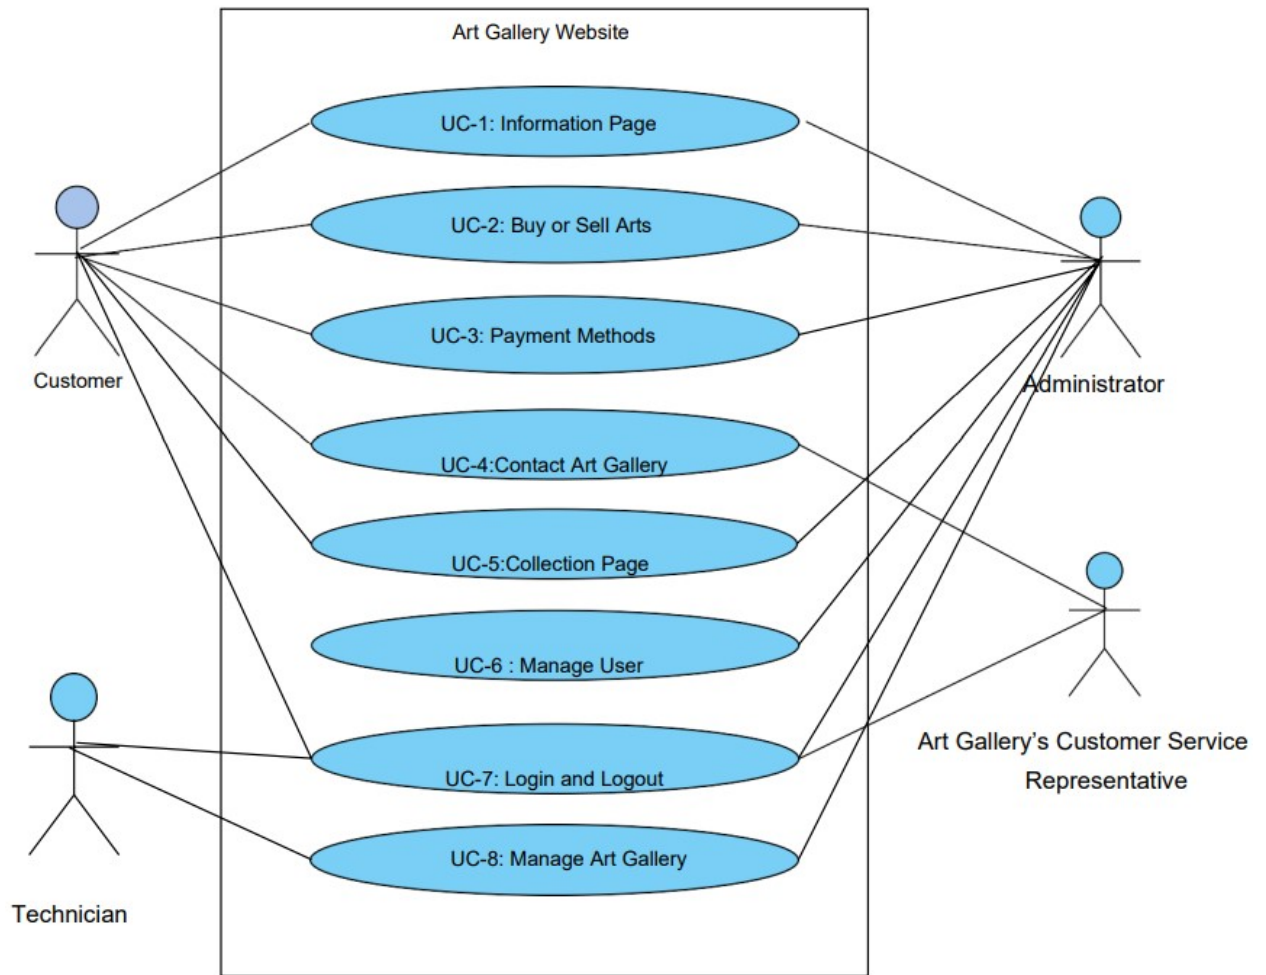 Art Gallery Website
UC-1: Information Page
UC-2: Buy or Sell Arts
UC-3: Payment Methods
Customer
Administrator
UC-4:Contact Art Gallery
UC-5:Collection Page
UC-6 : Manage User
Art Gallery’s Customer Service
Representative
UC-7: Login and Logout
UC-8: Manage Art Gallery
Technician